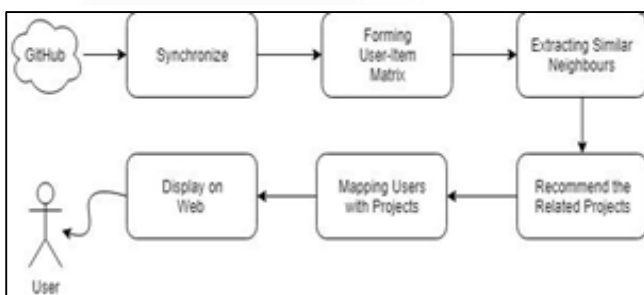 GitHub
Synchronize
Forming
User-Item
Matrix
Extracting Similar
Neighbours
Recommend the
Related Projects
Mapping Users
with Projects
Display on
Web
User